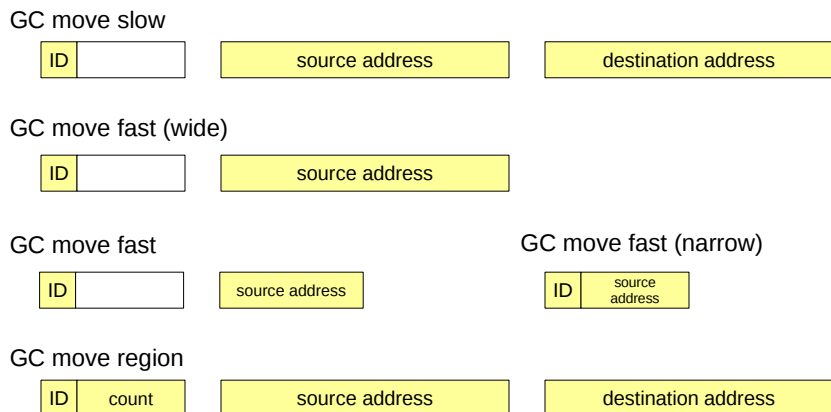 GC move slow
ID source address destination address
GC move fast (wide)
ID source address
GC move fast GC move fast (narrow)
ID source address ID source
address
GC move region
ID count source address destination address